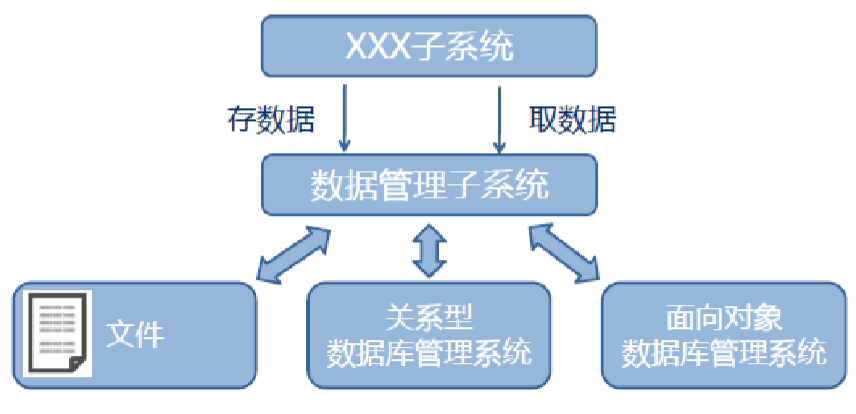 XXX子系统
存数据
取数据
数据管理子系统
文件
关系型
数据库管理系统
面向对象
数据库管理系统